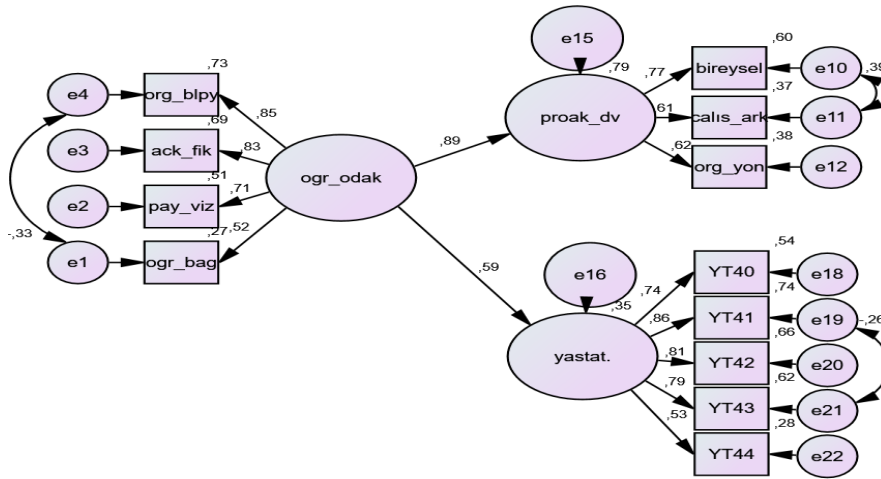 e15
,79
,77
,60
bireysel
e10
,39
,37
61
calıs_ark
e11
,38
,62
org_yon
e12
proak_dv
,89
,73
e4
org_blpy
,85
,69
e3
ack_fik
,83
,51
e2
pay_viz
,71
-,33
,27
,52
e1
ogr_bag
ogr_odak
,59
e16
,35
yastat.
,54
,74
YT40
e18
,74
,86
YT41
e19
-,26
,66
,81
YT42
e20
,62
,79
YT43
e21
,28
,53
YT44
e22